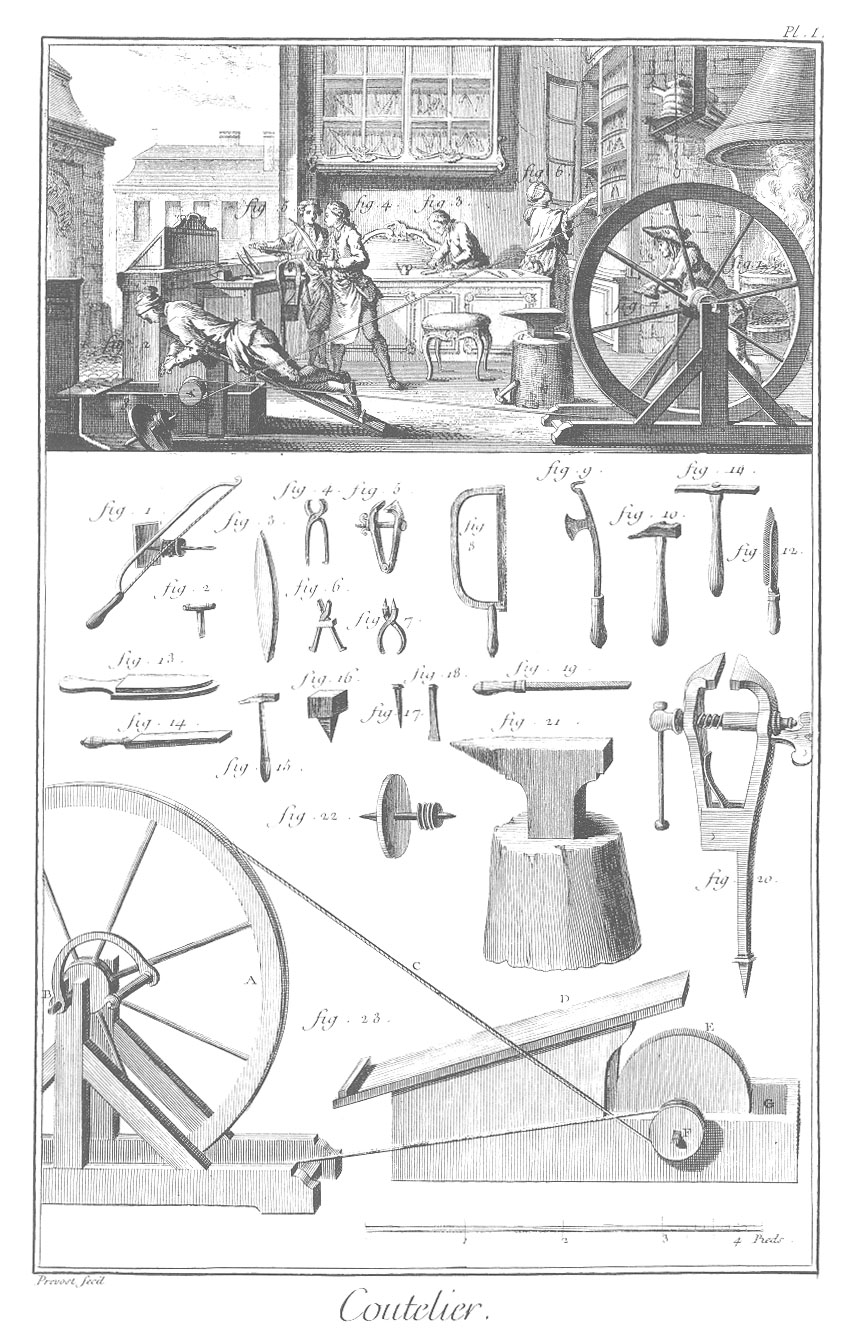 Pl. 1.
fig. 5
fig. 4
fig. 3
fig. 6
fig. 2
fig. 1
fig. 2
fig. 3
fig. 4
fig. 5
fig. 6
fig. 7
fig. 8
fig. 9
fig. 10
fig. 12
fig. 13
fig. 14
fig. 15
fig. 16
fig. 17
fig. 18
fig. 19
fig. 20
fig. 21
fig. 22
fig. 23
A
B
C
D
E
F
G
1 2 3 4 Pieds
Prevost fecit
Coutelier.